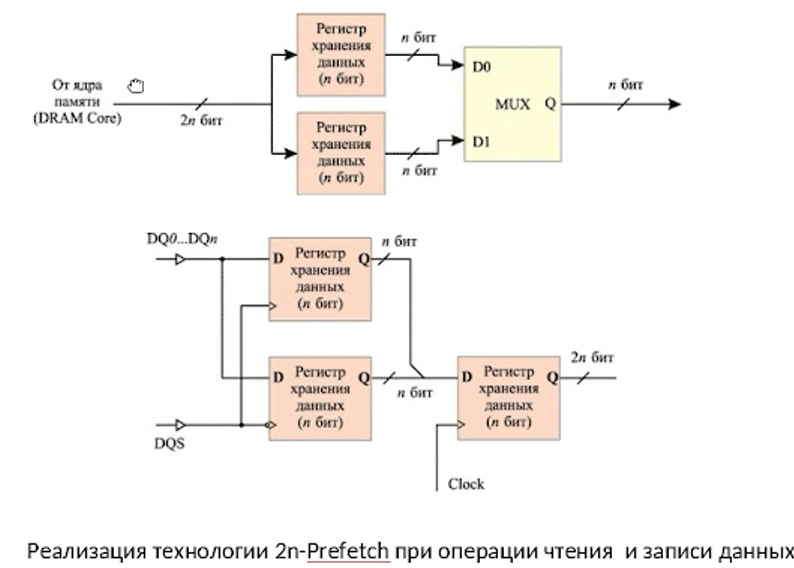 Регистр
хранения
данных
(n бит)
n бит
От ядра
памяти
(DRAM Core)
2n бит
D0
MUX Q
D1
n бит
Регистр
хранения
данных
(n бит)
n бит
DQ0...DQn
D Регистр Q
хранения
данных
(n бит)
n бит
D Регистр Q
хранения
данных
(n бит)
n бит
DQS
D Регистр Q
хранения
данных
(n бит)
2n бит
Clock
Реализация технологии 2n-Prefetch при операции чтения и записи данных